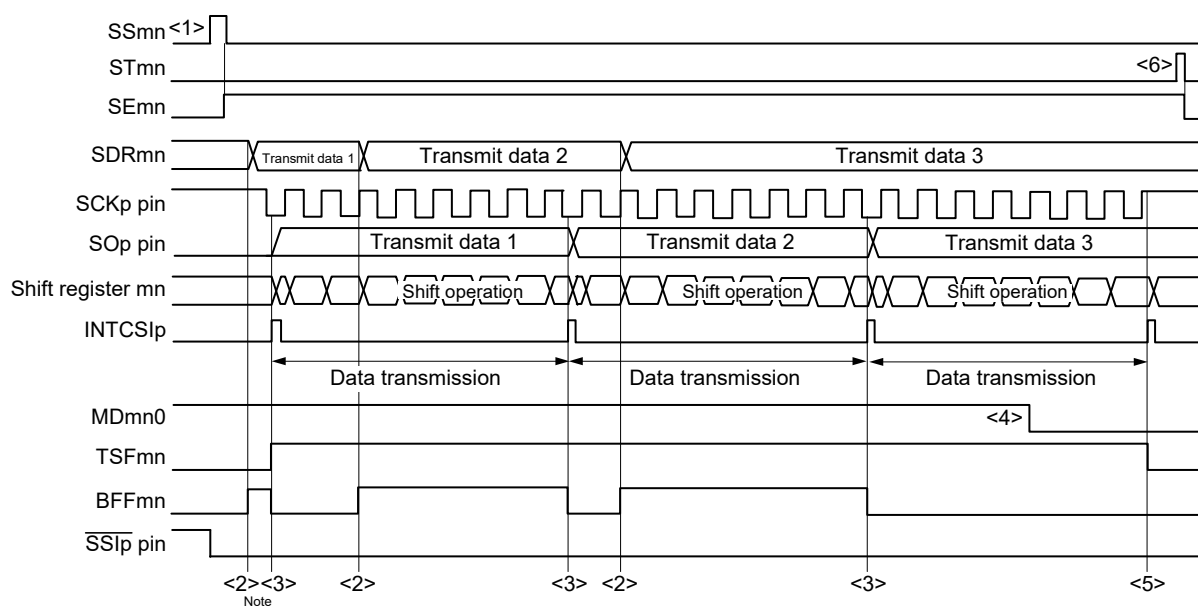 SSmn <1>
STmn <6>
SEmn
SDRmn Transmit data 1 Transmit data 2 Transmit data 3
SCKp pin
SOp pin Transmit data 1 Transmit data 2 Transmit data 3
Shift register mn Shift operation Shift operation Shift operation
INTCSIp
Data transmission Data transmission Data transmission
MDmn0 <4>
TSFmn
BFFmn
SSIp pin
<2> <3> <2> <3> <2> <3> <5>
Note